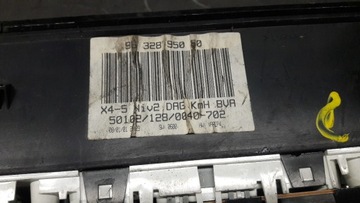 96 328 950 80
X4-5 Niv2 DAG KmH BVA
50102/12B/0040-702